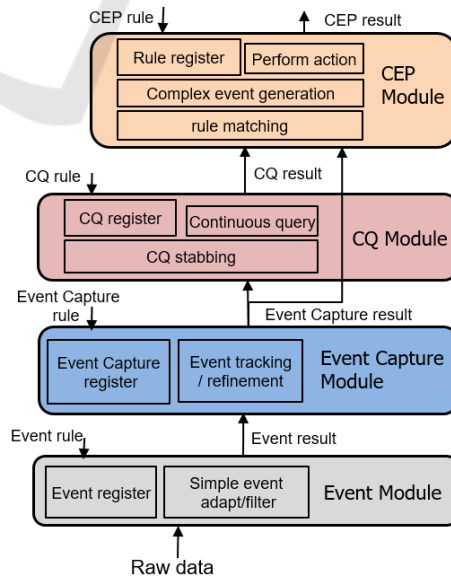 CEP rule
CEP result
Rule register
Perform action
CEP
Module
Complex event generation
rule matching
CQ rule
CQ result
CQ register
Continuous query
CQ Module
CQ stabbing
Event Capture
rule
Event Capture result
Event Capture
register
Event tracking
/ refinement
Event Capture
Module
Event rule
Event result
Event register
Simple event
adapt/filter
Event Module
Raw data